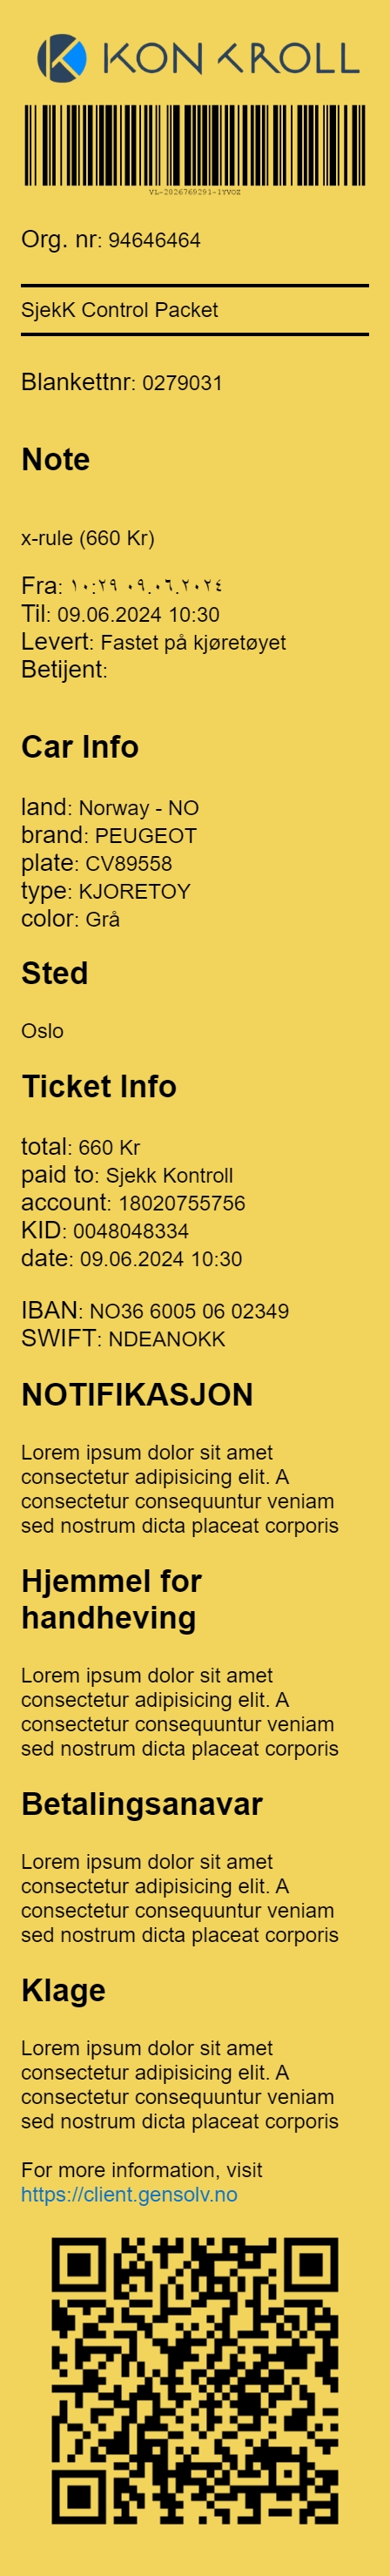 KONTROLL
VL-2026769291-1YVOZ
Org. nr: 94646464
SjekK Control Packet
Blankettnr: 0279031
Note
x-rule (660 Kr)
Fra: ١٠:٢٩ ٠٩.٠٦.٢٠٢٤
Til: 09.06.2024 10:30
Levert: Fastet på kjøretøyet
Betijent:
Car Info
land: Norway - NO
brand: PEUGEOT
plate: CV89558
type: KJORETOY
color: Grå
Sted
Oslo
Ticket Info
total: 660 Kr
paid to: Sjekk Kontroll
account: 18020755756
KID: 0048048334
date: 09.06.2024 10:30
IBAN: NO36 6005 06 02349
SWIFT: NDEANOKK
NOTIFIKASJON
Lorem ipsum dolor sit amet
consectetur adipisicing elit. A
consectetur consequuntur veniam
sed nostrum dicta placeat corporis
Hjemmel for
handheving
Lorem ipsum dolor sit amet
consectetur adipisicing elit. A
consectetur consequuntur veniam
sed nostrum dicta placeat corporis
Betalingsanavar
Lorem ipsum dolor sit amet
consectetur adipisicing elit. A
consectetur consequuntur veniam
sed nostrum dicta placeat corporis
Klage
Lorem ipsum dolor sit amet
consectetur adipisicing elit. A
consectetur consequuntur veniam
sed nostrum dicta placeat corporis
For more information, visit
https://client.gensolv.no